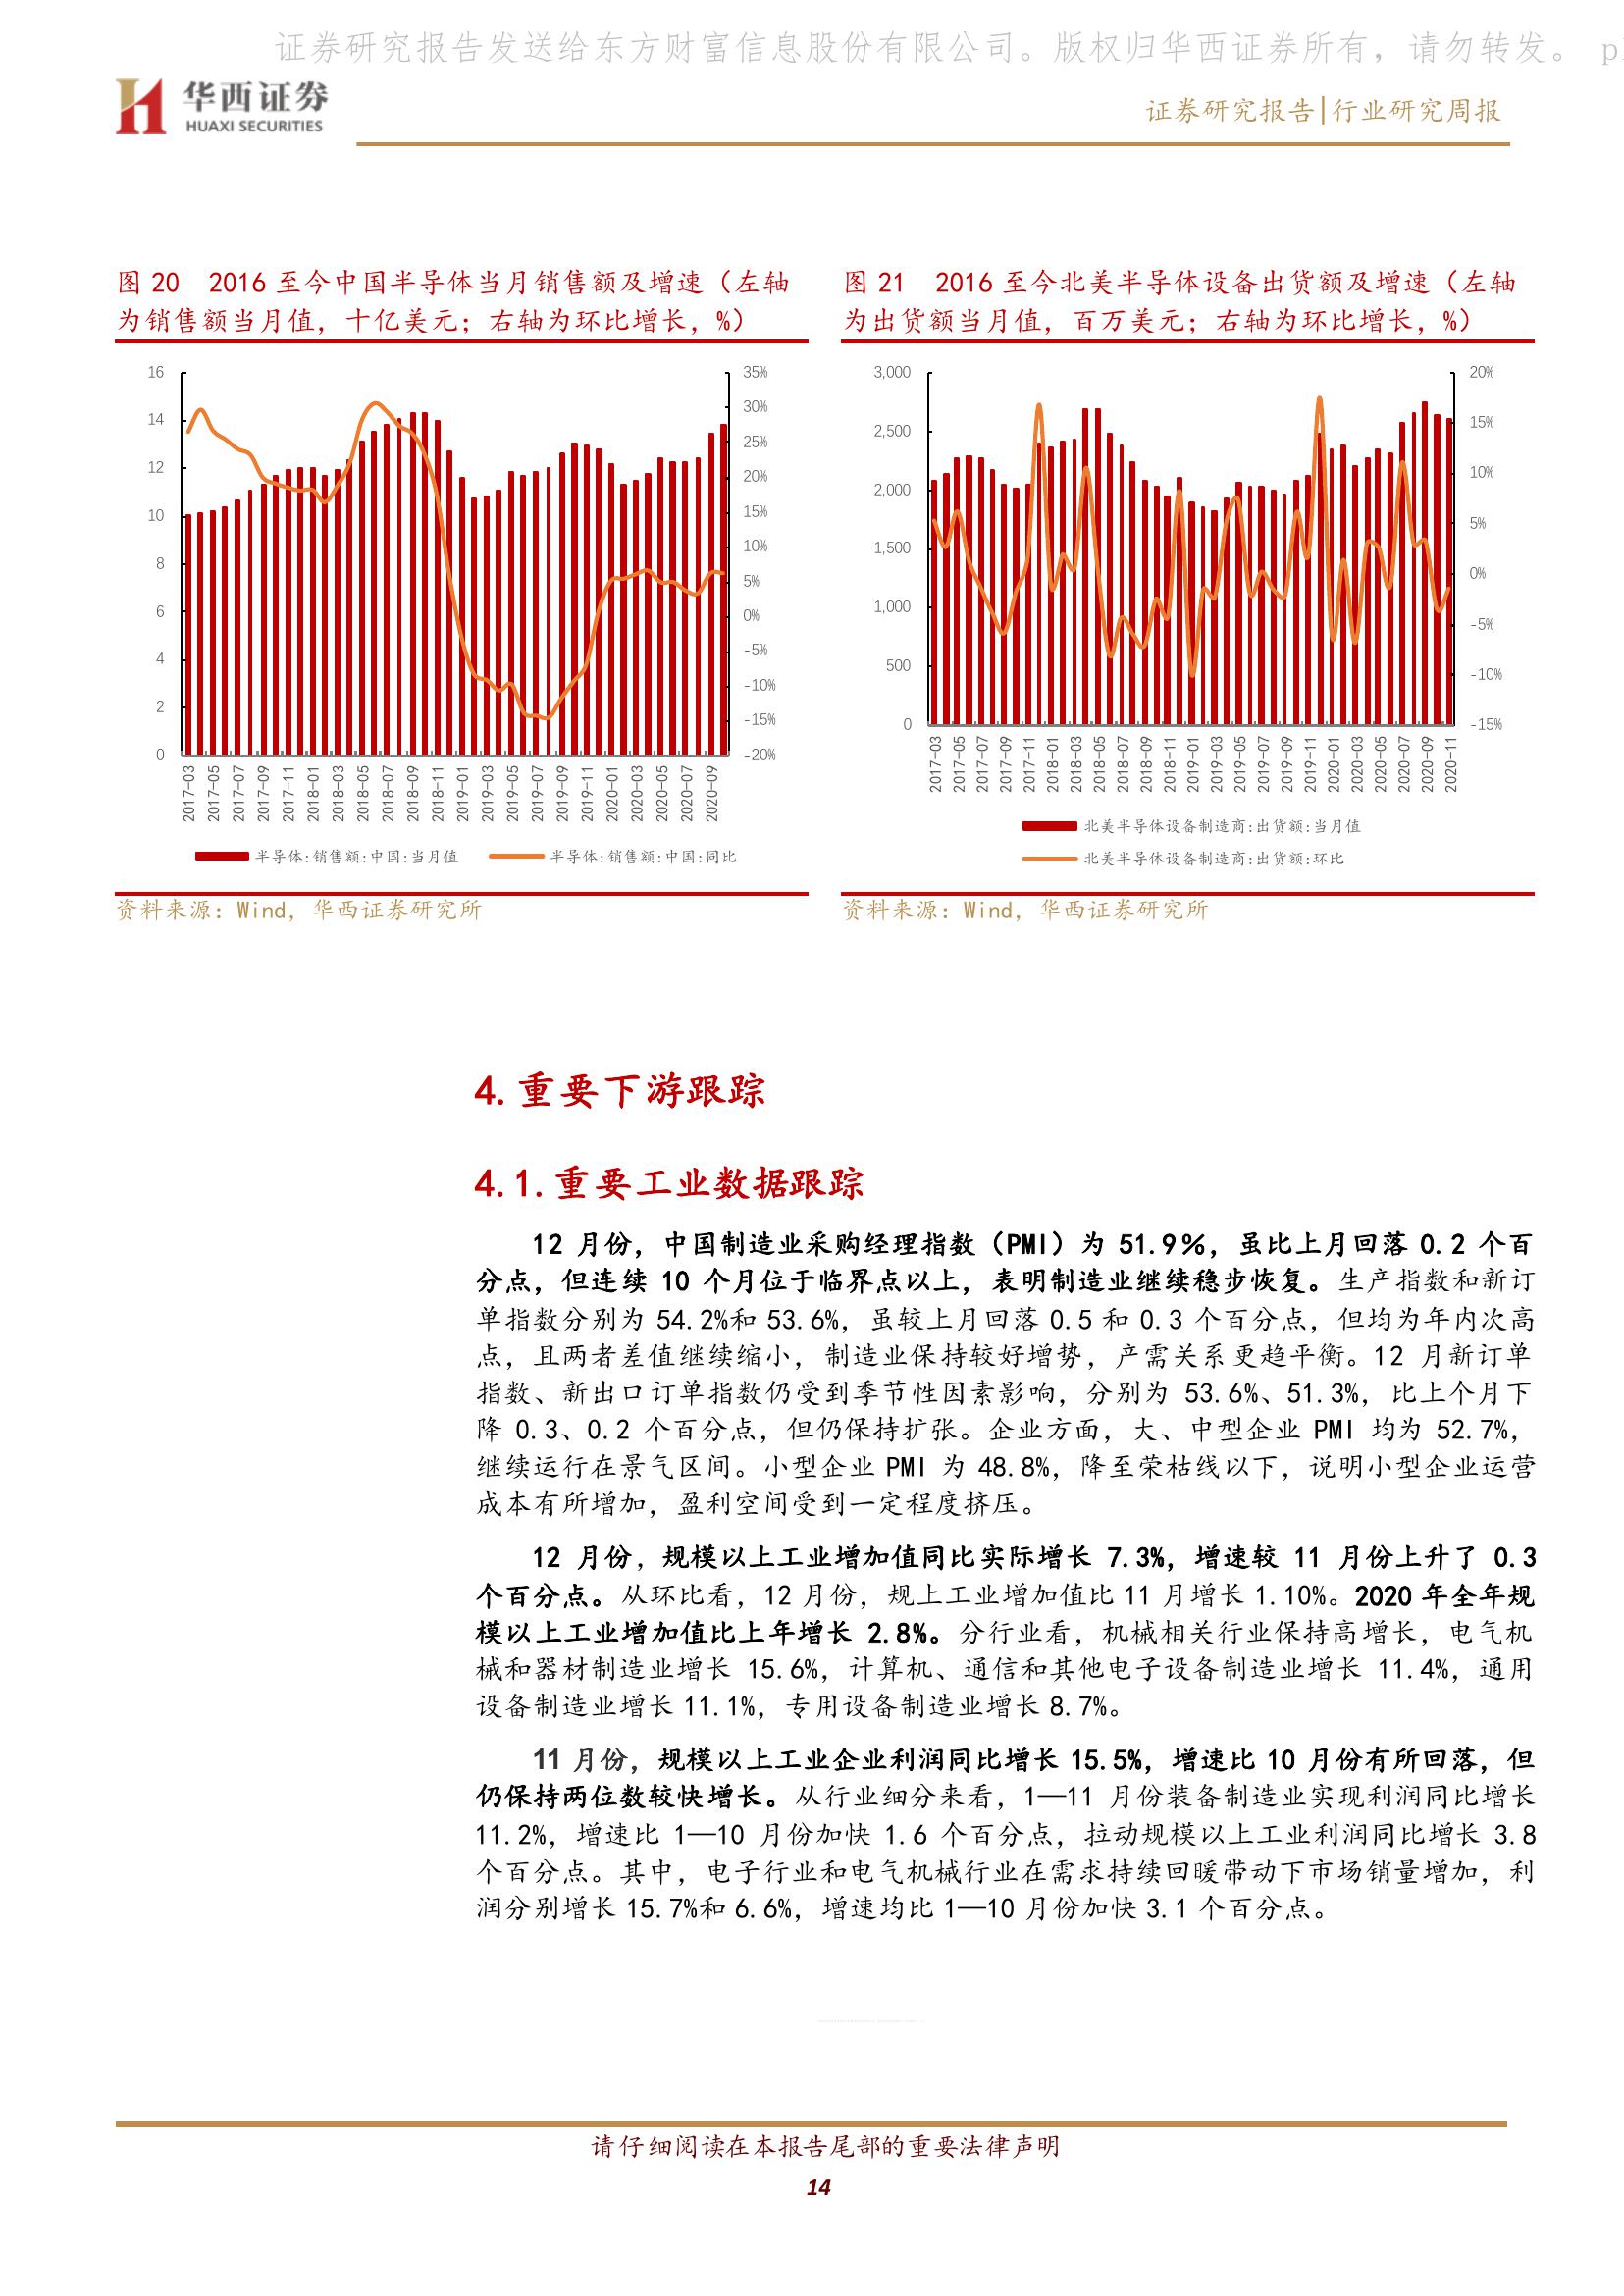 证券研究报告发送给东方财富信息股份有限公司。版权归华西证券所有，请勿转发。 p
华西证券
HUAXI SECURITIES
证券研究报告|行业研究周报
图 20 2016 至今中国半导体当月销售额及增速（左轴
为销售额当月值，十亿美元；右轴为环比增长，%）
16
14
12
10
8
6
4
2
0
35%
30%
25%
20%
15%
10%
5%
0%
-5%
-10%
-15%
-20%
2017-03
2017-05
2017-07
2017-09
2017-11
2018-01
2018-03
2018-05
2018-07
2018-09
2018-11
2019-01
2019-03
2019-05
2019-07
2019-09
2019-11
2020-01
2020-03
2020-05
2020-07
2020-09
半导体:销售额:中国:当月值
半导体:销售额:中国:同比
资料来源：Wind，华西证券研究所
图 21 2016 至今北美半导体设备出货额及增速（左轴
为出货额当月值，百万美元；右轴为环比增长，%）
3,000
2,500
2,000
1,500
1,000
500
0
20%
15%
10%
5%
0%
-5%
-10%
-15%
2017-03
2017-05
2017-07
2017-09
2017-11
2018-01
2018-03
2018-05
2018-07
2018-09
2018-11
2019-01
2019-03
2019-05
2019-07
2019-09
2019-11
2020-01
2020-03
2020-05
2020-07
2020-09
2020-11
北美半导体设备制造商:出货额:当月值
北美半导体设备制造商:出货额:环比
资料来源：Wind，华西证券研究所
4.重要下游跟踪
4.1.重要工业数据跟踪
12 月份，中国制造业采购经理指数（PMI）为 51.9％，虽比上月回落 0.2 个百
分点，但连续 10 个月位于临界点以上，表明制造业继续稳步恢复。生产指数和新订
单指数分别为 54.2%和 53.6%，虽较上月回落 0.5 和 0.3 个百分点，但均为年内次高
点，且两者差值继续缩小，制造业保持较好增势，产需关系更趋平衡。12 月新订单
指数、新出口订单指数仍受到季节性因素影响，分别为 53.6%、51.3%，比上个月下
降 0.3、0.2 个百分点，但仍保持扩张。企业方面，大、中型企业 PMI 均为 52.7%，
继续运行在景气区间。小型企业 PMI 为 48.8%，降至荣枯线以下，说明小型企业运营
成本有所增加，盈利空间受到一定程度挤压。
12 月份，规模以上工业增加值同比实际增长 7.3%，增速较 11 月份上升了 0.3
个百分点。从环比看，12 月份，规上工业增加值比 11 月增长 1.10%。2020 年全年规
模以上工业增加值比上年增长 2.8%。分行业看，机械相关行业保持高增长，电气机
械和器材制造业增长 15.6%，计算机、通信和其他电子设备制造业增长 11.4%，通用
设备制造业增长 11.1%，专用设备制造业增长 8.7%。
11 月份，规模以上工业企业利润同比增长 15.5%，增速比 10 月份有所回落，但
仍保持两位数较快增长。从行业细分来看，1—11 月份装备制造业实现利润同比增长
11.2%，增速比 1—10 月份加快 1.6 个百分点，拉动规模以上工业利润同比增长 3.8
个百分点。其中，电子行业和电气机械行业在需求持续回暖带动下市场销量增加，利
润分别增长 15.7%和 6.6%，增速均比 1—10 月份加快 3.1 个百分点。
请仔细阅读在本报告尾部的重要法律声明
14